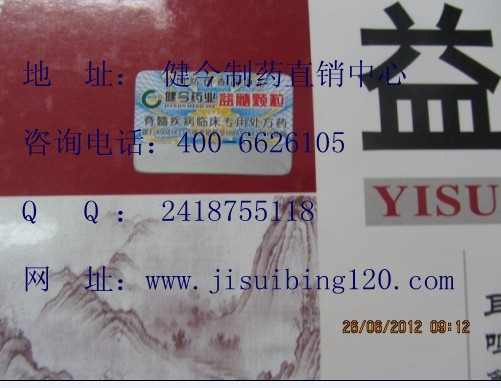 益
YISU
地 址： 健今制药直销中心
健今药业 益髓颗粒
脊髓疾病临床专用处方药
咨询电话：400-6626105
Q Q： 2418755118
网 址：www.jisuibing120.com
26/06/2012 09:12